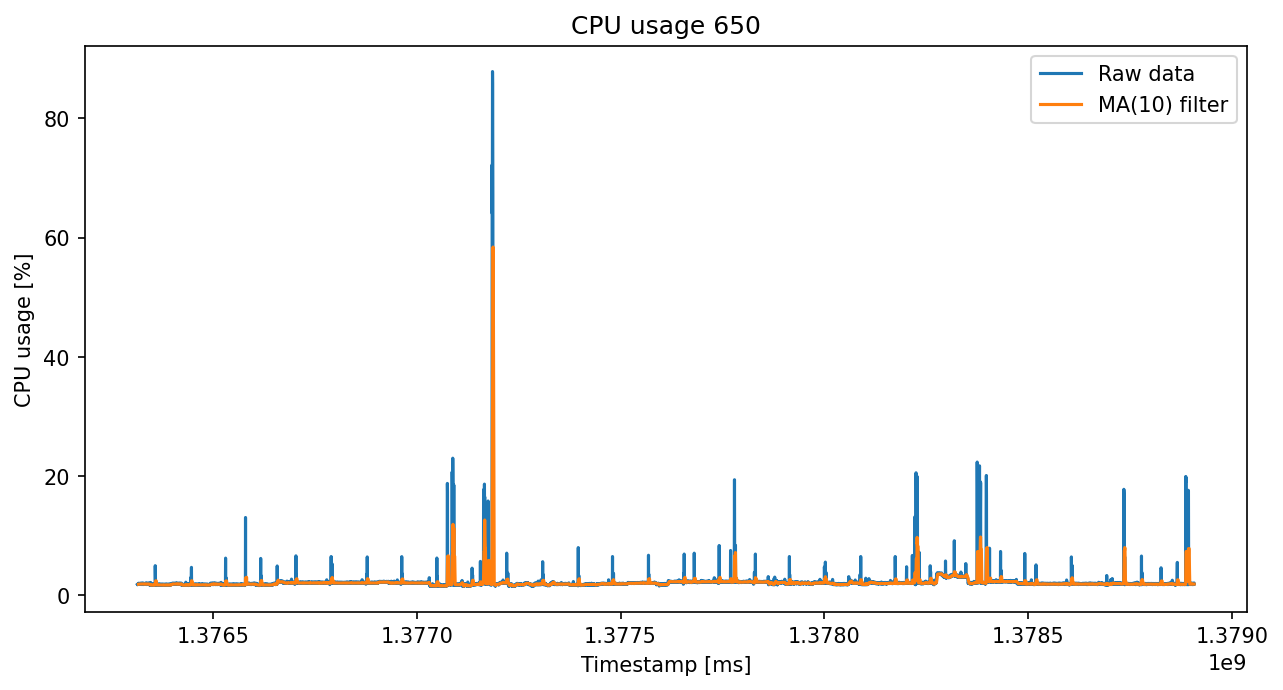 CPU usage 650
Raw data
MA(10) filter
CPU usage [%]
80
60
40
20
0
1.3765
1.3770
1.3775
1.3780
1.3785
1.3790
1e9
Timestamp [ms]